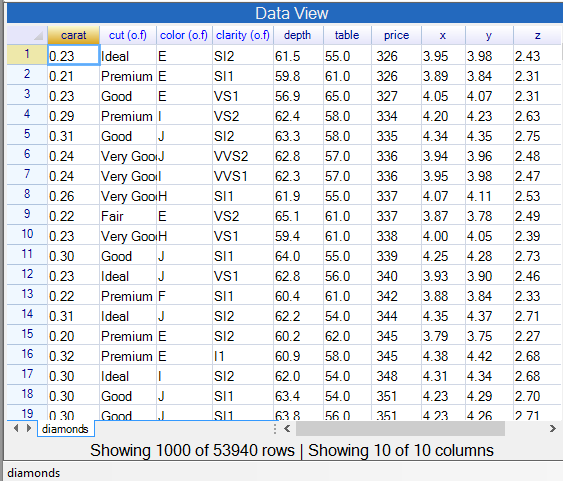 Data View
carat cut (o.f) color (o.f) clarity (o.f) depth table price x y z
1 0.23 Ideal E SI2 61.5 55.0 326 3.95 3.98 2.43
2 0.21 Premium E SI1 59.8 61.0 326 3.89 3.84 2.31
3 0.23 Good E VS1 56.9 65.0 327 4.05 4.07 2.31
4 0.29 Premium I VS2 62.4 58.0 334 4.20 4.23 2.63
5 0.31 Good J SI2 63.3 58.0 335 4.34 4.35 2.75
6 0.24 Very Good J VVS2 62.8 57.0 336 3.94 3.96 2.48
7 0.24 Very Good I VVS1 62.3 57.0 336 3.95 3.98 2.47
8 0.26 Very Good H SI1 61.9 55.0 337 4.07 4.11 2.53
9 0.22 Fair E VS2 65.1 61.0 337 3.87 3.78 2.49
10 0.23 Very Good H VS1 59.4 61.0 338 4.00 4.05 2.39
11 0.30 Good J SI1 64.0 55.0 339 4.25 4.28 2.73
12 0.23 Ideal J VS1 62.8 56.0 340 3.93 3.90 2.46
13 0.22 Premium F SI1 60.4 61.0 342 3.88 3.84 2.33
14 0.31 Ideal J SI2 62.2 54.0 344 4.35 4.37 2.71
15 0.20 Premium E SI2 60.2 62.0 345 3.79 3.75 2.27
16 0.32 Premium E I1 60.9 58.0 345 4.38 4.42 2.68
17 0.30 Ideal I SI2 62.0 54.0 348 4.31 4.34 2.68
18 0.30 Good J SI1 63.4 54.0 351 4.23 4.29 2.70
19 0.30 Good J SI1 63.8 56.0 351 4.23 4.26 2.71
diamonds
Showing 1000 of 53940 rows | Showing 10 of 10 columns
diamonds